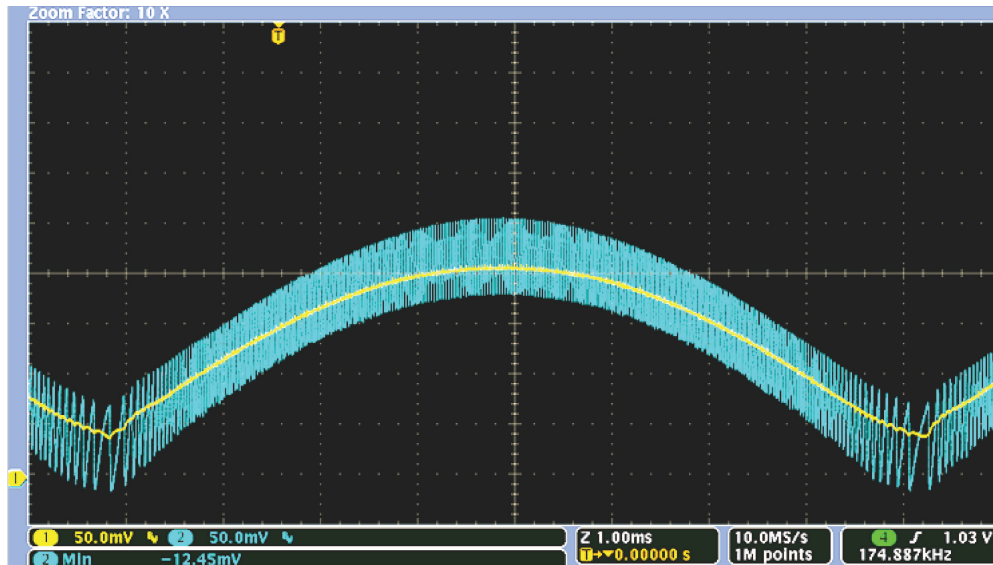 Zoom Factor: 10 X
T
1
1 50.0mV 2 50.0mV
2 Min −12.45mV
Z 1.00ms
T→▼0.00000 s
10.0MS/s
1M points
4 1.03 V
174.887kHz